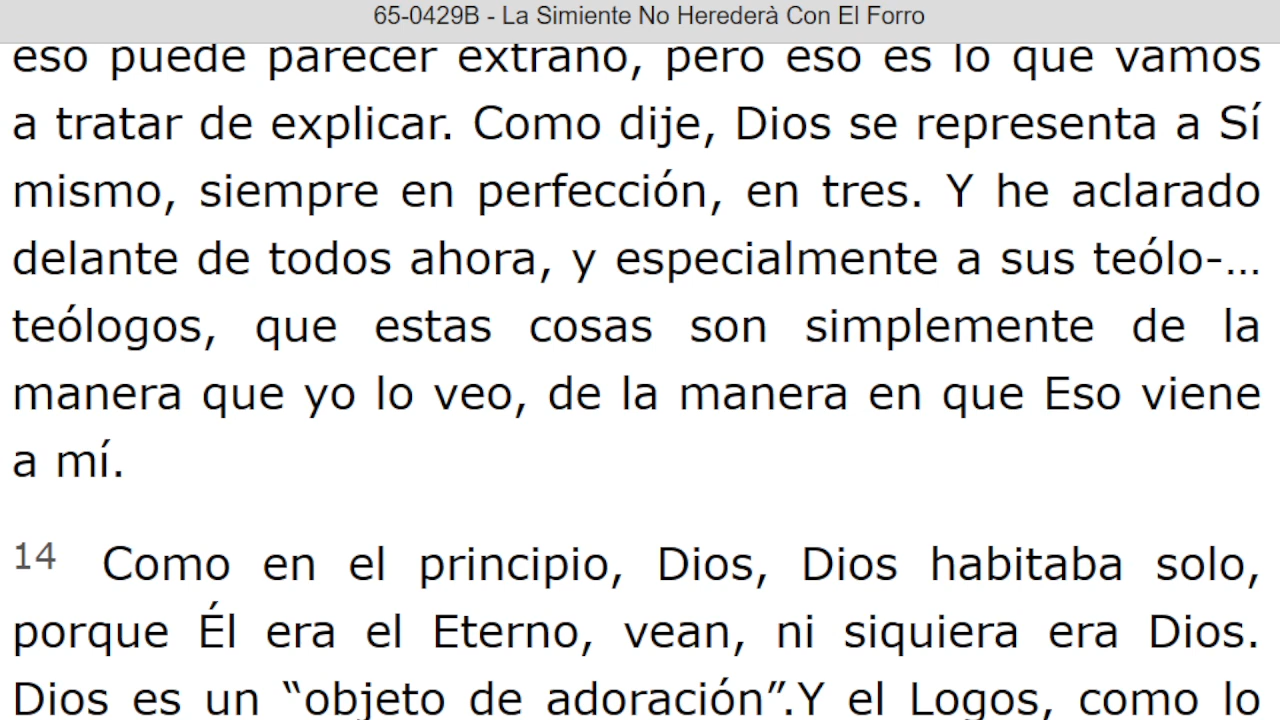 65-0429B - La Simiente No Herederà Con El Forro
eso puede parecer extraño, pero eso es lo que vamos
a tratar de explicar. Como dije, Dios se representa a Sí
mismo, siempre en perfección, en tres. Y he aclarado
delante de todos ahora, y especialmente a sus teólo-...
teólogos, que estas cosas son simplemente de la
manera que yo lo veo, de la manera en que Eso viene
a mí.
14 Como en el principio, Dios, Dios habitaba solo,
porque Él era el Eterno, vean, ni siquiera era Dios.
Dios es un “objeto de adoración”.Y el Logos, como lo